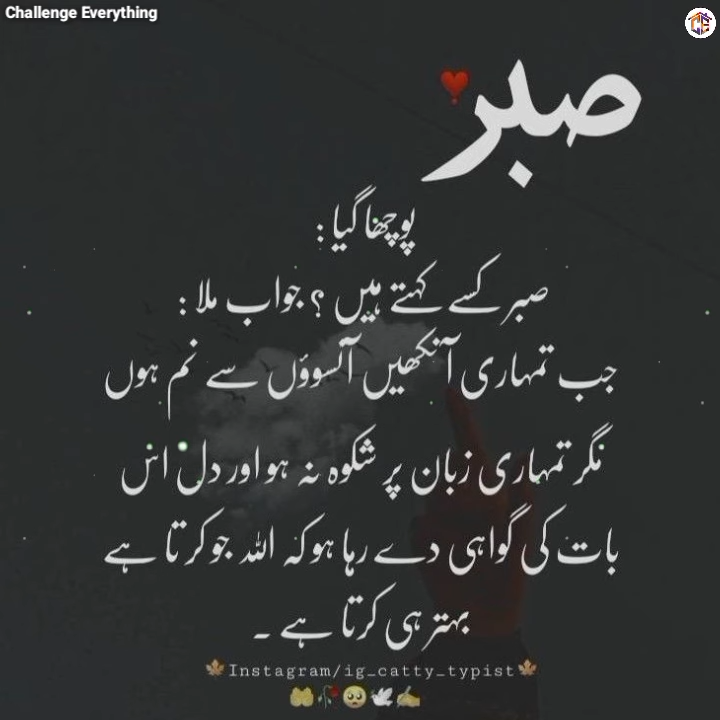 Challenge Everything
صبر
پوچھا گیا :
صبر کسے کہتے ہیں ؟ جواب ملا :
جب تمہاری آنکھیں آنسوؤں سے نم ہوں
مگر تمہاری زبان پر شکوہ نہ ہو اور دل اس
بات کی گواہی دے رہا ہو کہ اللہ جو کرتا ہے
بہتر ہی کرتا ہے ۔
🍁Instagram/ig_catty_typist🍁
🤲🥀🥺🕊️✍️